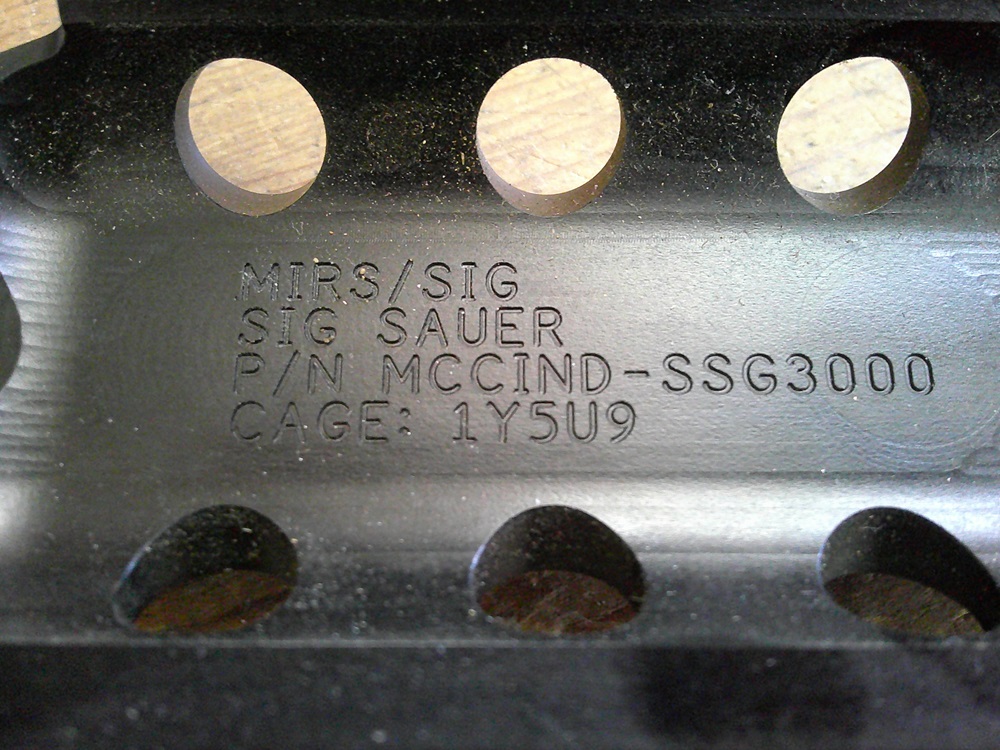 MIRS/SIG
SIG SAUER
P/N MCCIND-SSG3000
CAGE: 1Y5U9